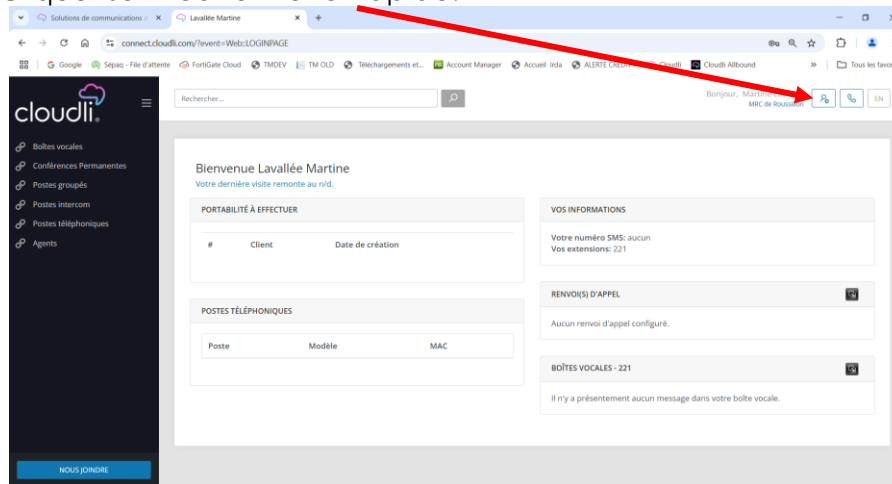 Solutions de communications
Lavallée Martine
connect.cloudli.com/?event=Web::LOGINPAGE
Google
Sépaq - File d'attente
FortiGate Cloud
TMDEV
TM OLD
Téléchargements et...
Account Manager
Accueil Irda
Cloudli Allbound
Tous les favo
cloudli.
Rechercher...
Bonjour,
MRC de Roussillon
EN
Boîtes vocales
Conférences Permanentes
Postes groupés
Postes intercom
Postes téléphoniques
Agents
Bienvenue Lavallée Martine
Votre dernière visite remonte au n/d.
PORTABILITÉ À EFFECTUER
# Client Date de création
POSTES TÉLÉPHONIQUES
Poste Modèle MAC
VOS INFORMATIONS
Votre numéro SMS: aucun
Vos extensions: 221
RENVOI(S) D'APPEL
Aucun renvoi d'appel configuré.
BOÎTES VOCALES - 221
Il n'y a présentement aucun message dans votre boîte vocale.
NOUS JOINDRE